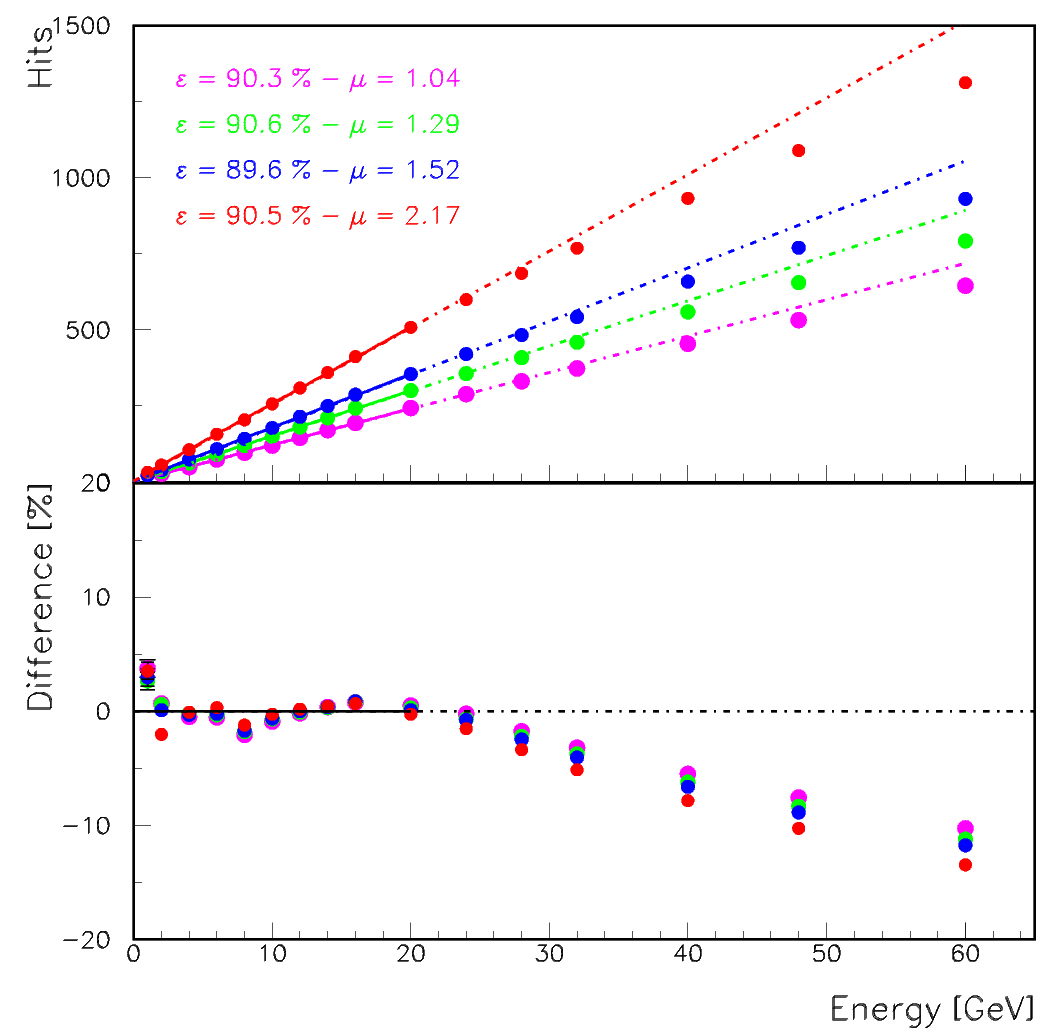 1500
Hits
ε = 90.3 % − μ = 1.04
ε = 90.6 % − μ = 1.29
ε = 89.6 % − μ = 1.52
ε = 90.5 % − μ = 2.17
1000
500
20
Difference [%]
10
0
−10
−20
0 10 20 30 40 50 60
Energy [GeV]